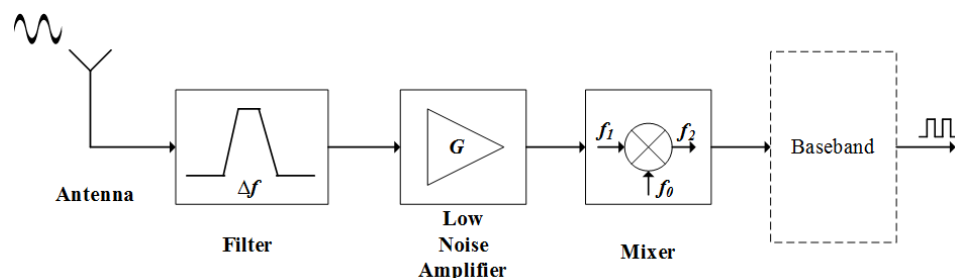 Antenna
Δf
Filter
G
Low
Noise
Amplifier
f₁
f₂
f₀
Mixer
Baseband